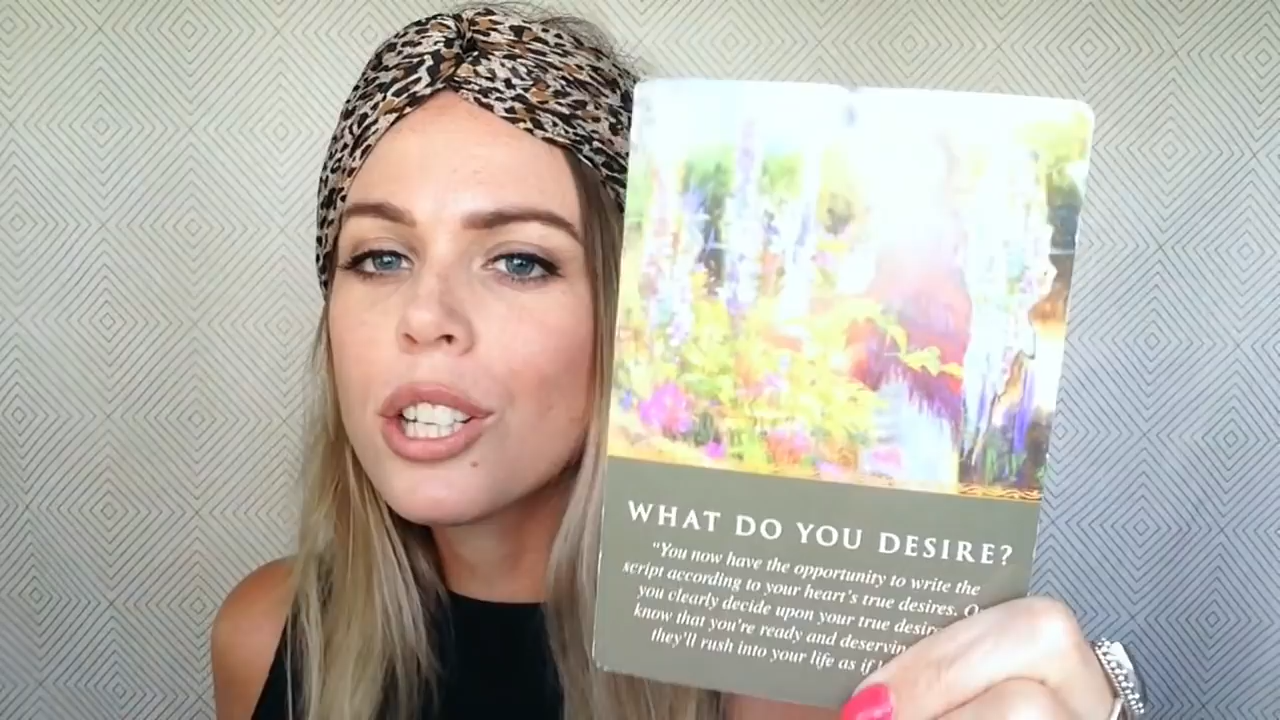 WHAT DO YOU DESIRE?
"You now have the opportunity to write the
script according to your heart's true desires.
you clearly decide upon your true
know that you're ready and
they'll rush into your life as if